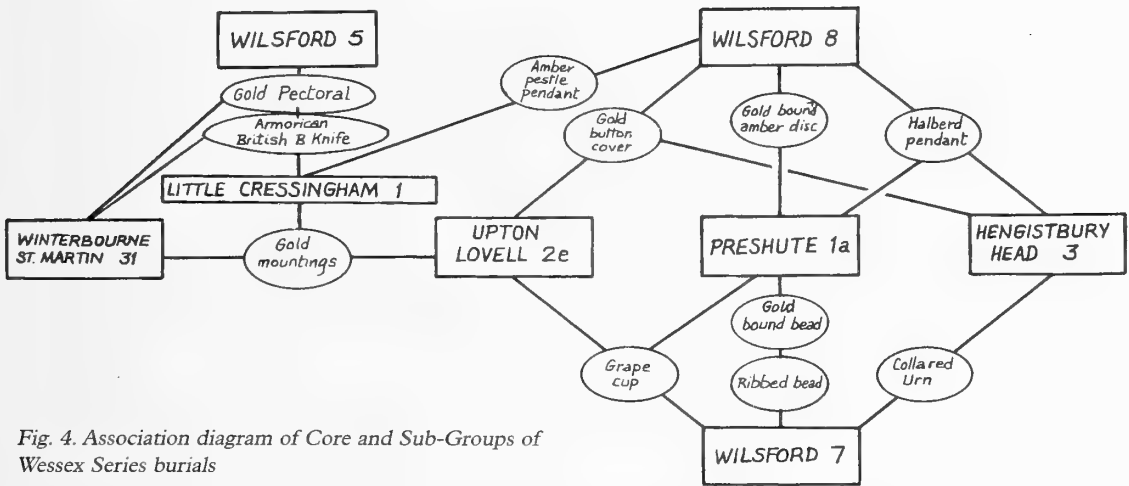 WILSFORD 5
WILSFORD 8
Gold Pectoral
Amber
pestle
pendant
Armorican
British B Knife
Gold
button
cover
Gold bound
amber disc
Halberd
pendant
LITTLE CRESSINGHAM 1
WINTERBOURNE
ST. MARTIN 31
Gold
mountings
UPTON
LOVELL 2e
PRESHUTE 1a
HENGISTBURY
HEAD 3
Gold
bound bead
Grape
cup
Ribbed bead
Collared
Urn
WILSFORD 7
Fig. 4. Association diagram of Core and Sub-Groups of
Wessex Series burials